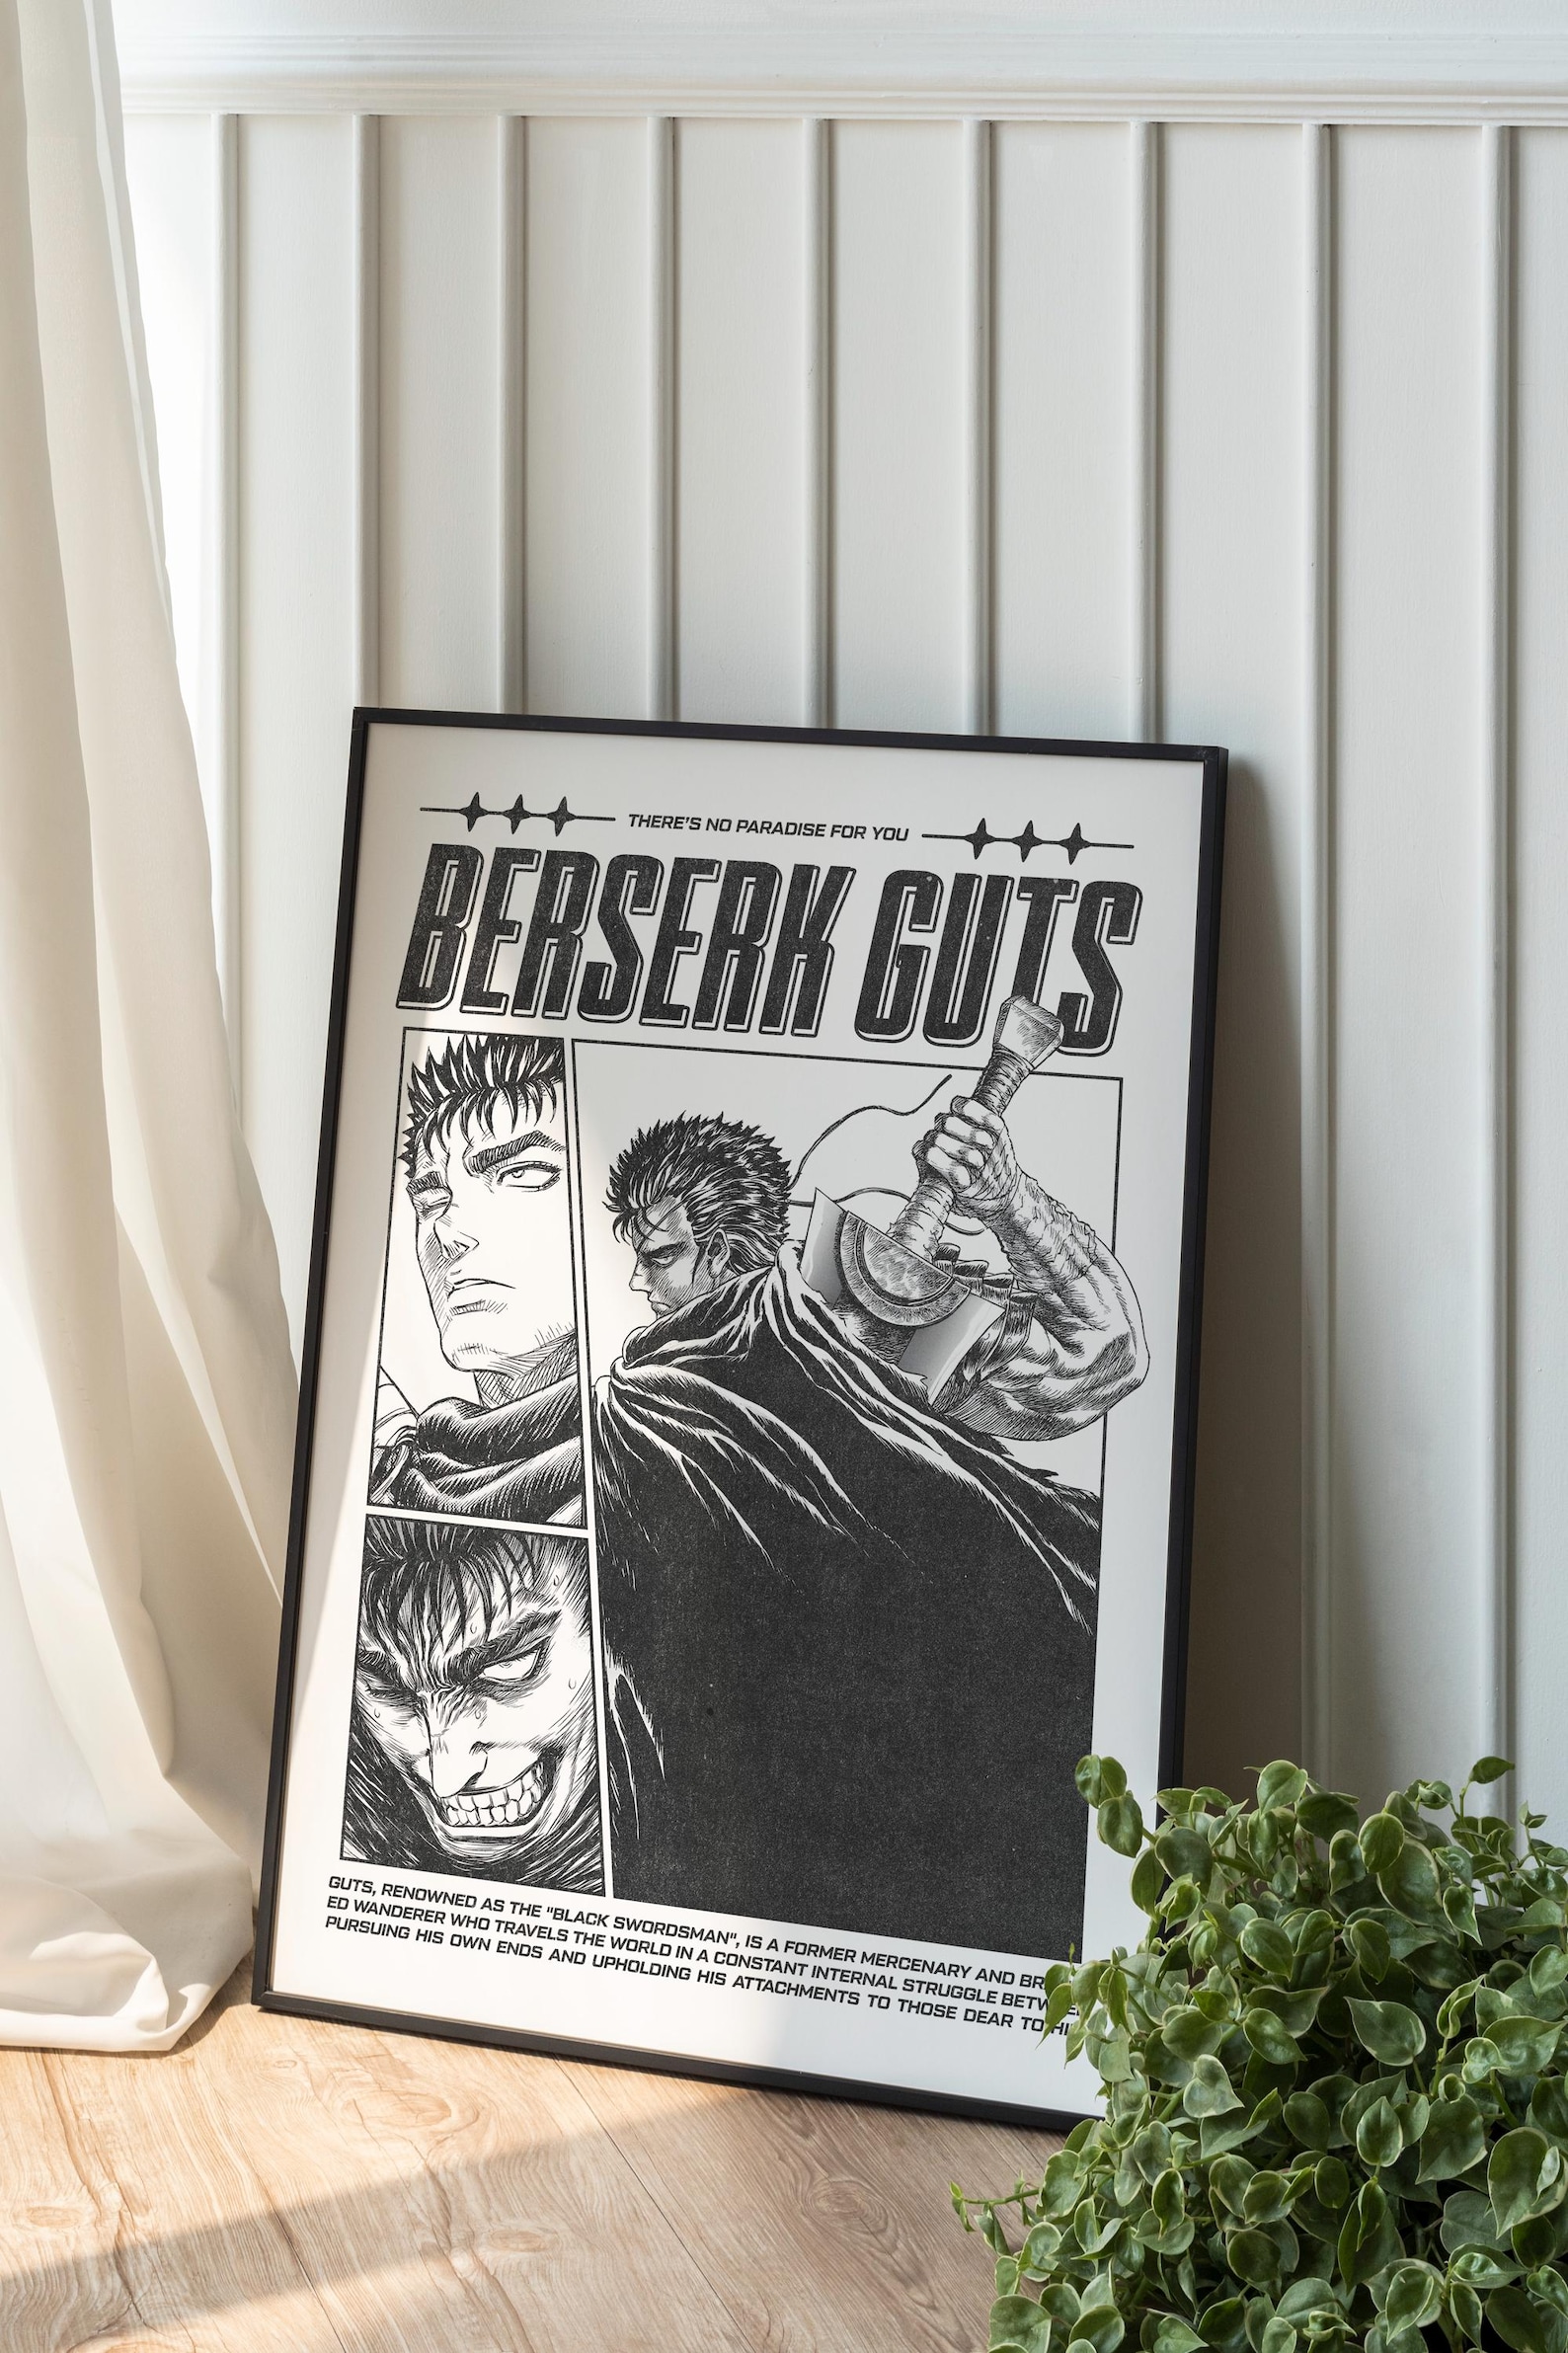 THERE'S NO PARADISE FOR YOU
BERSERK GUTS
GUTS, RENOWNED AS THE "BLACK SWORDSMAN", IS A FORMER MERCENARY AND
ED WANDERER WHO TRAVELS THE WORLD IN A CONSTANT INTERNAL STRUGGLE
PURSUING HIS OWN ENDS AND UPHOLDING HIS ATTACHMENTS TO THOSE DEAR TO